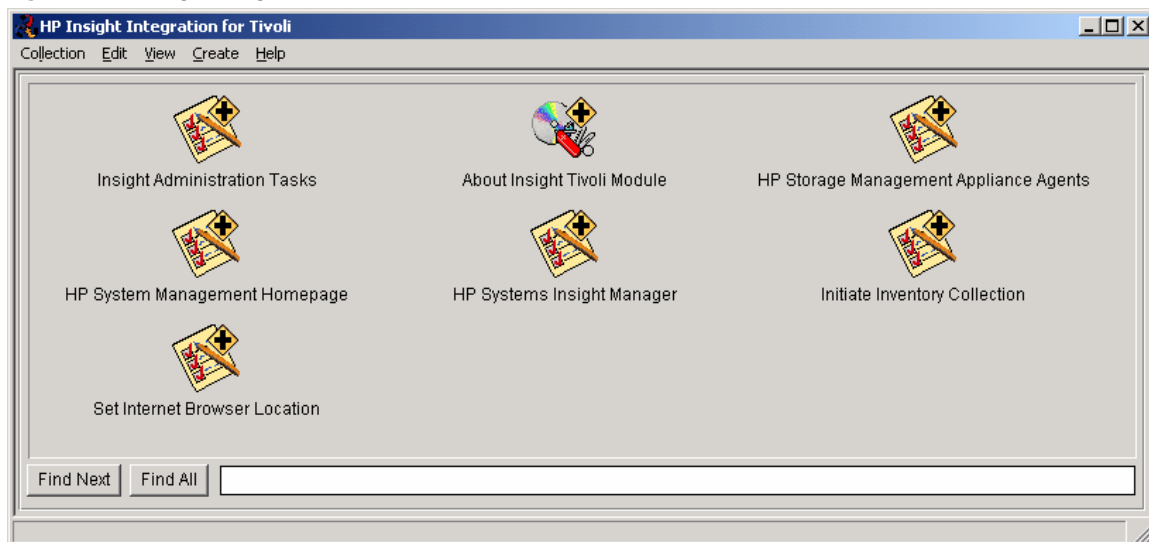 HP Insight Integration for Tivoli
Collection Edit View Create Help
Insight Administration Tasks
About Insight Tivoli Module
HP Storage Management Appliance Agents
HP System Management Homepage
HP Systems Insight Manager
Initiate Inventory Collection
Set Internet Browser Location
Find Next Find All